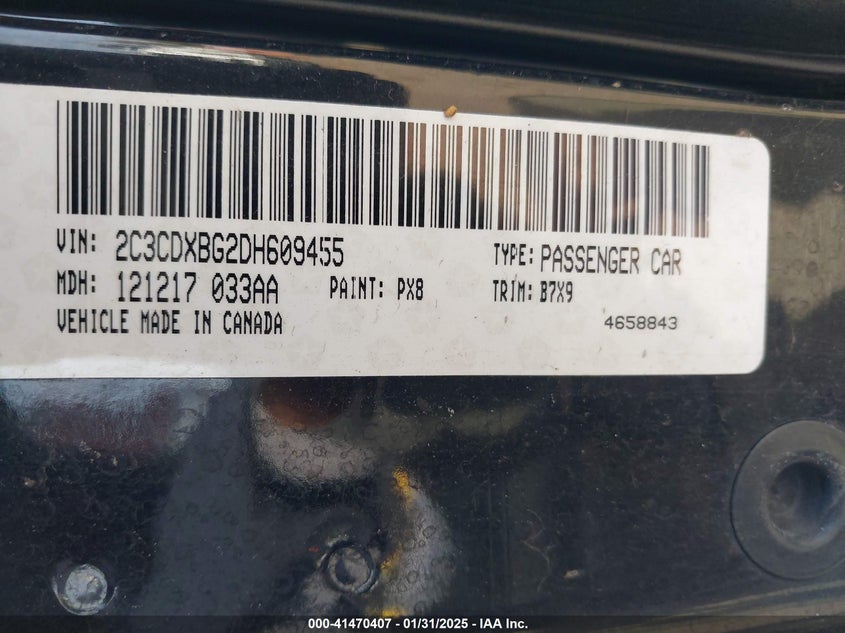 VIN: 2C3CDXBG2DH609455 TYPE: PASSENGER CAR
MDH: 121217 033AA PAINT: PX8 TRIM: B7X9
VEHICLE MADE IN CANADA 4658843
000-41470407 - 01/31/2025 - IAA Inc.